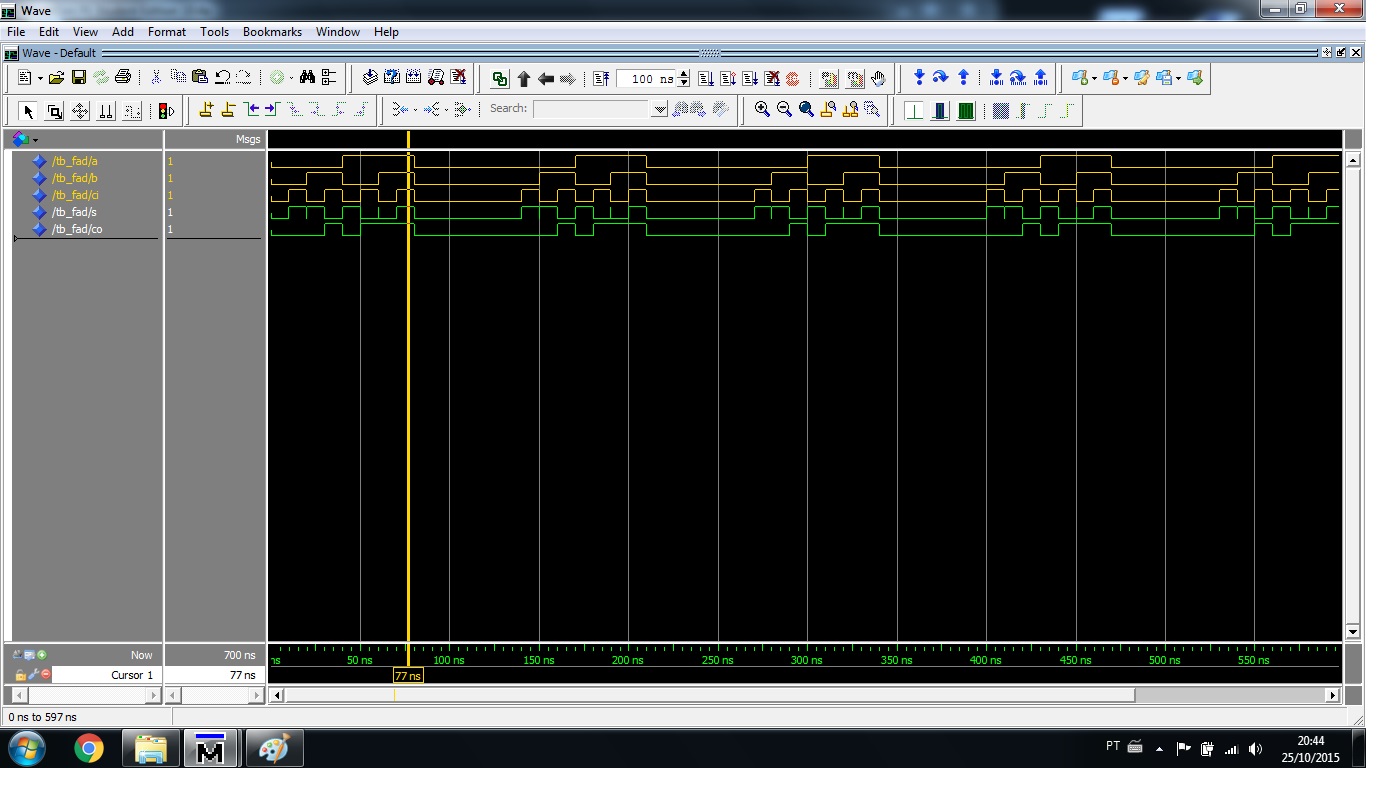 Wave
File Edit View Add Format Tools Bookmarks Window Help
Wave - Default
100 ns
Search:
Msgs
/tb_fad/a 1
/tb_fad/b 1
/tb_fad/ci 1
/tb_fad/s 1
/tb_fad/co 1
Now 700 ns
ns 50 ns 100 ns 150 ns 200 ns 250 ns 300 ns 350 ns 400 ns 450 ns 500 ns 550 ns
Cursor 1 77 ns 77 ns
0 ns to 597 ns
M
PT
20:44
25/10/2015